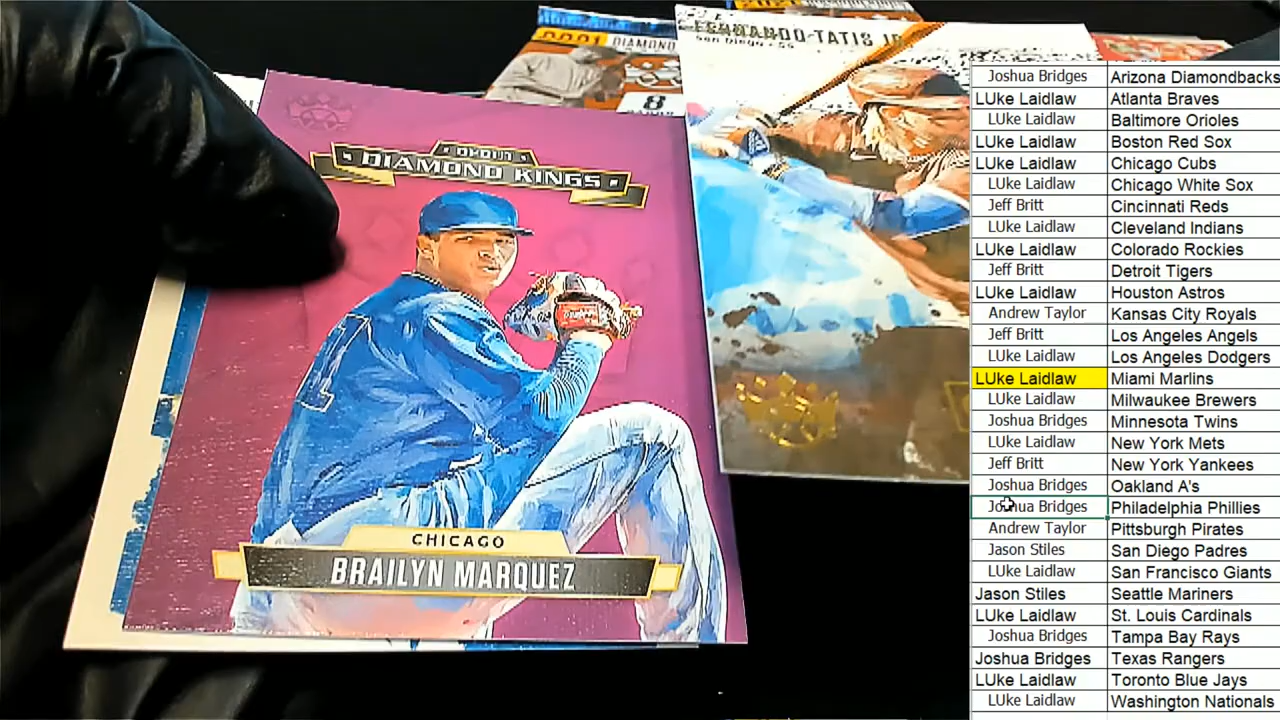 2021 DIAMOND
8
FERNANDO TATIS JR
San Diego • SS
DIAMOND KINGS
CHICAGO
BRAILYN MARQUEZ
Joshua Bridges Arizona Diamondbacks
LUke Laidlaw Atlanta Braves
LUke Laidlaw Baltimore Orioles
LUke Laidlaw Boston Red Sox
LUke Laidlaw Chicago Cubs
LUke Laidlaw Chicago White Sox
Jeff Britt Cincinnati Reds
LUke Laidlaw Cleveland Indians
LUke Laidlaw Colorado Rockies
Jeff Britt Detroit Tigers
LUke Laidlaw Houston Astros
Andrew Taylor Kansas City Royals
Jeff Britt Los Angeles Angels
LUke Laidlaw Los Angeles Dodgers
LUke Laidlaw Miami Marlins
LUke Laidlaw Milwaukee Brewers
Joshua Bridges Minnesota Twins
LUke Laidlaw New York Mets
Jeff Britt New York Yankees
Joshua Bridges Oakland A's
Joshua Bridges Philadelphia Phillies
Andrew Taylor Pittsburgh Pirates
Jason Stiles San Diego Padres
LUke Laidlaw San Francisco Giants
Jason Stiles Seattle Mariners
LUke Laidlaw St. Louis Cardinals
Joshua Bridges Tampa Bay Rays
Joshua Bridges Texas Rangers
LUke Laidlaw Toronto Blue Jays
LUke Laidlaw Washington Nationals